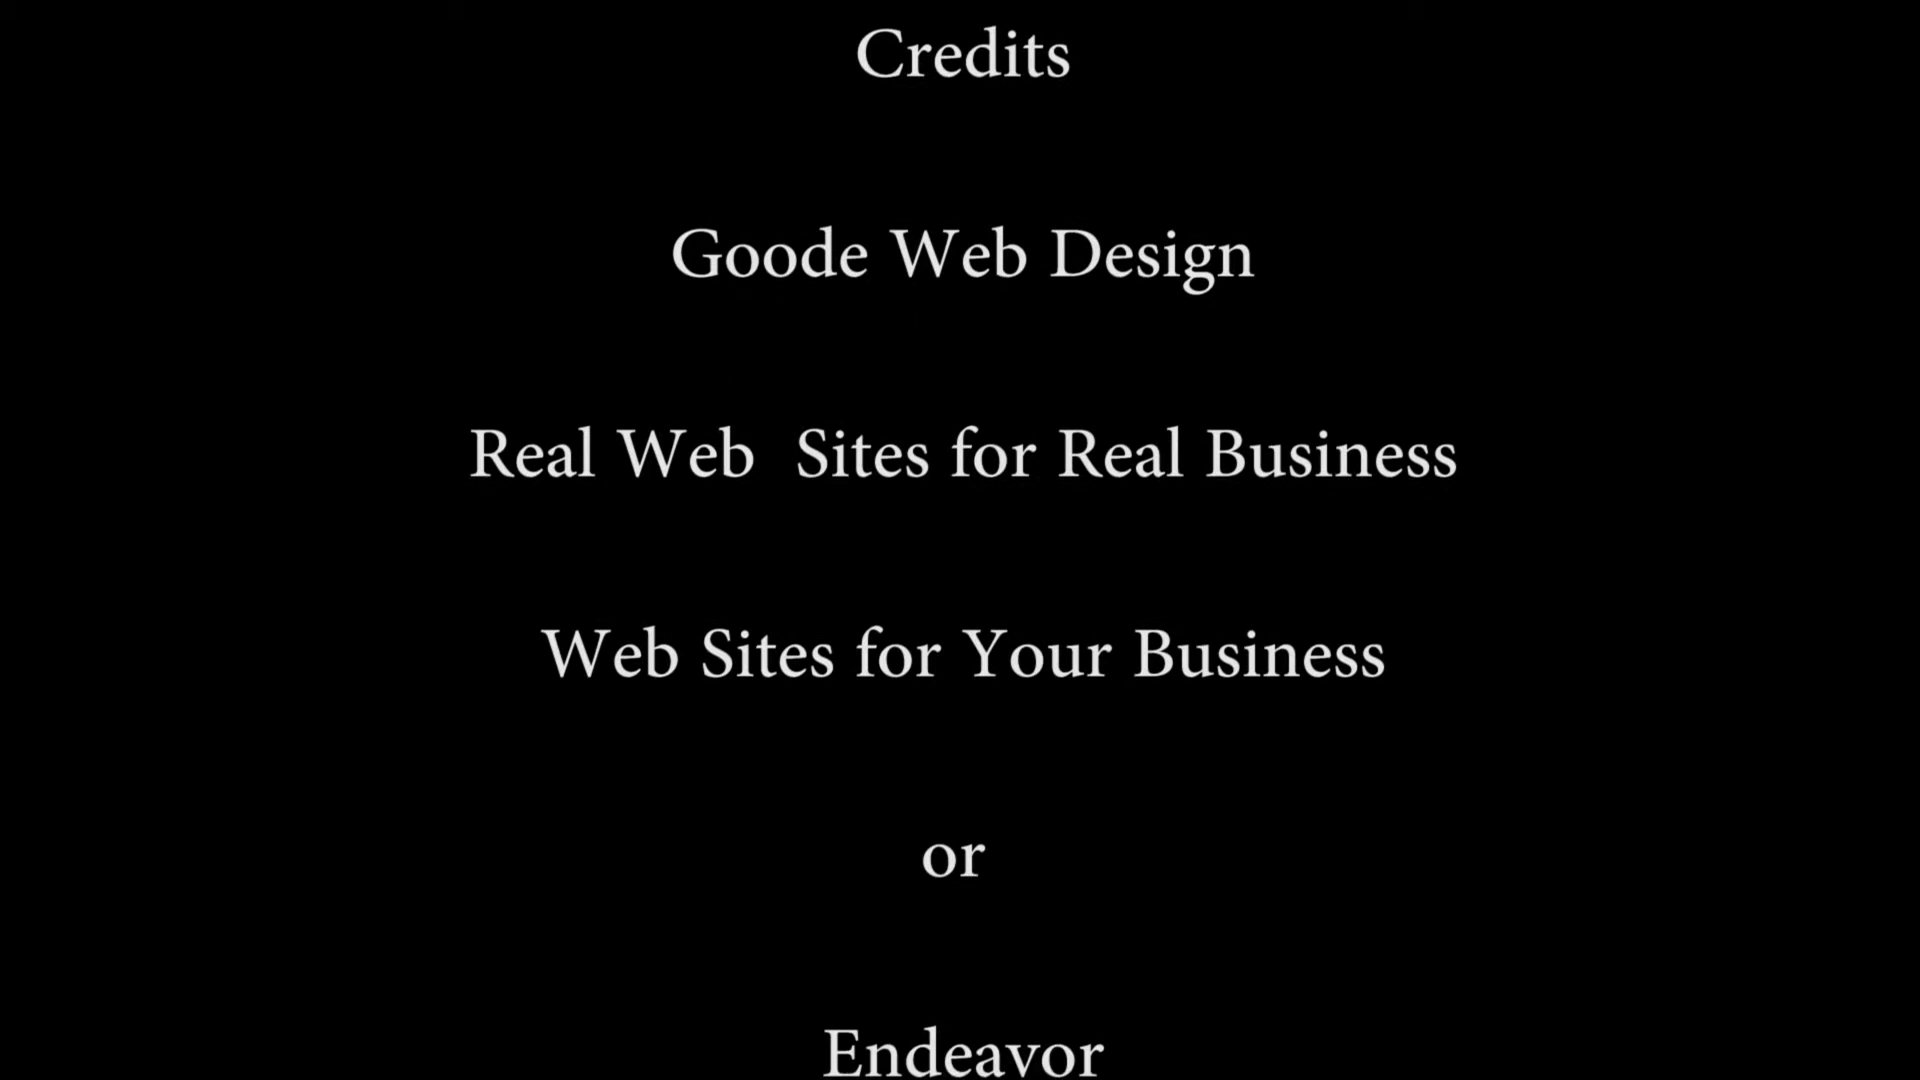 Credits
Goode Web Design
Real Web  Sites for Real Business
Web Sites for Your Business
or
Endeavor